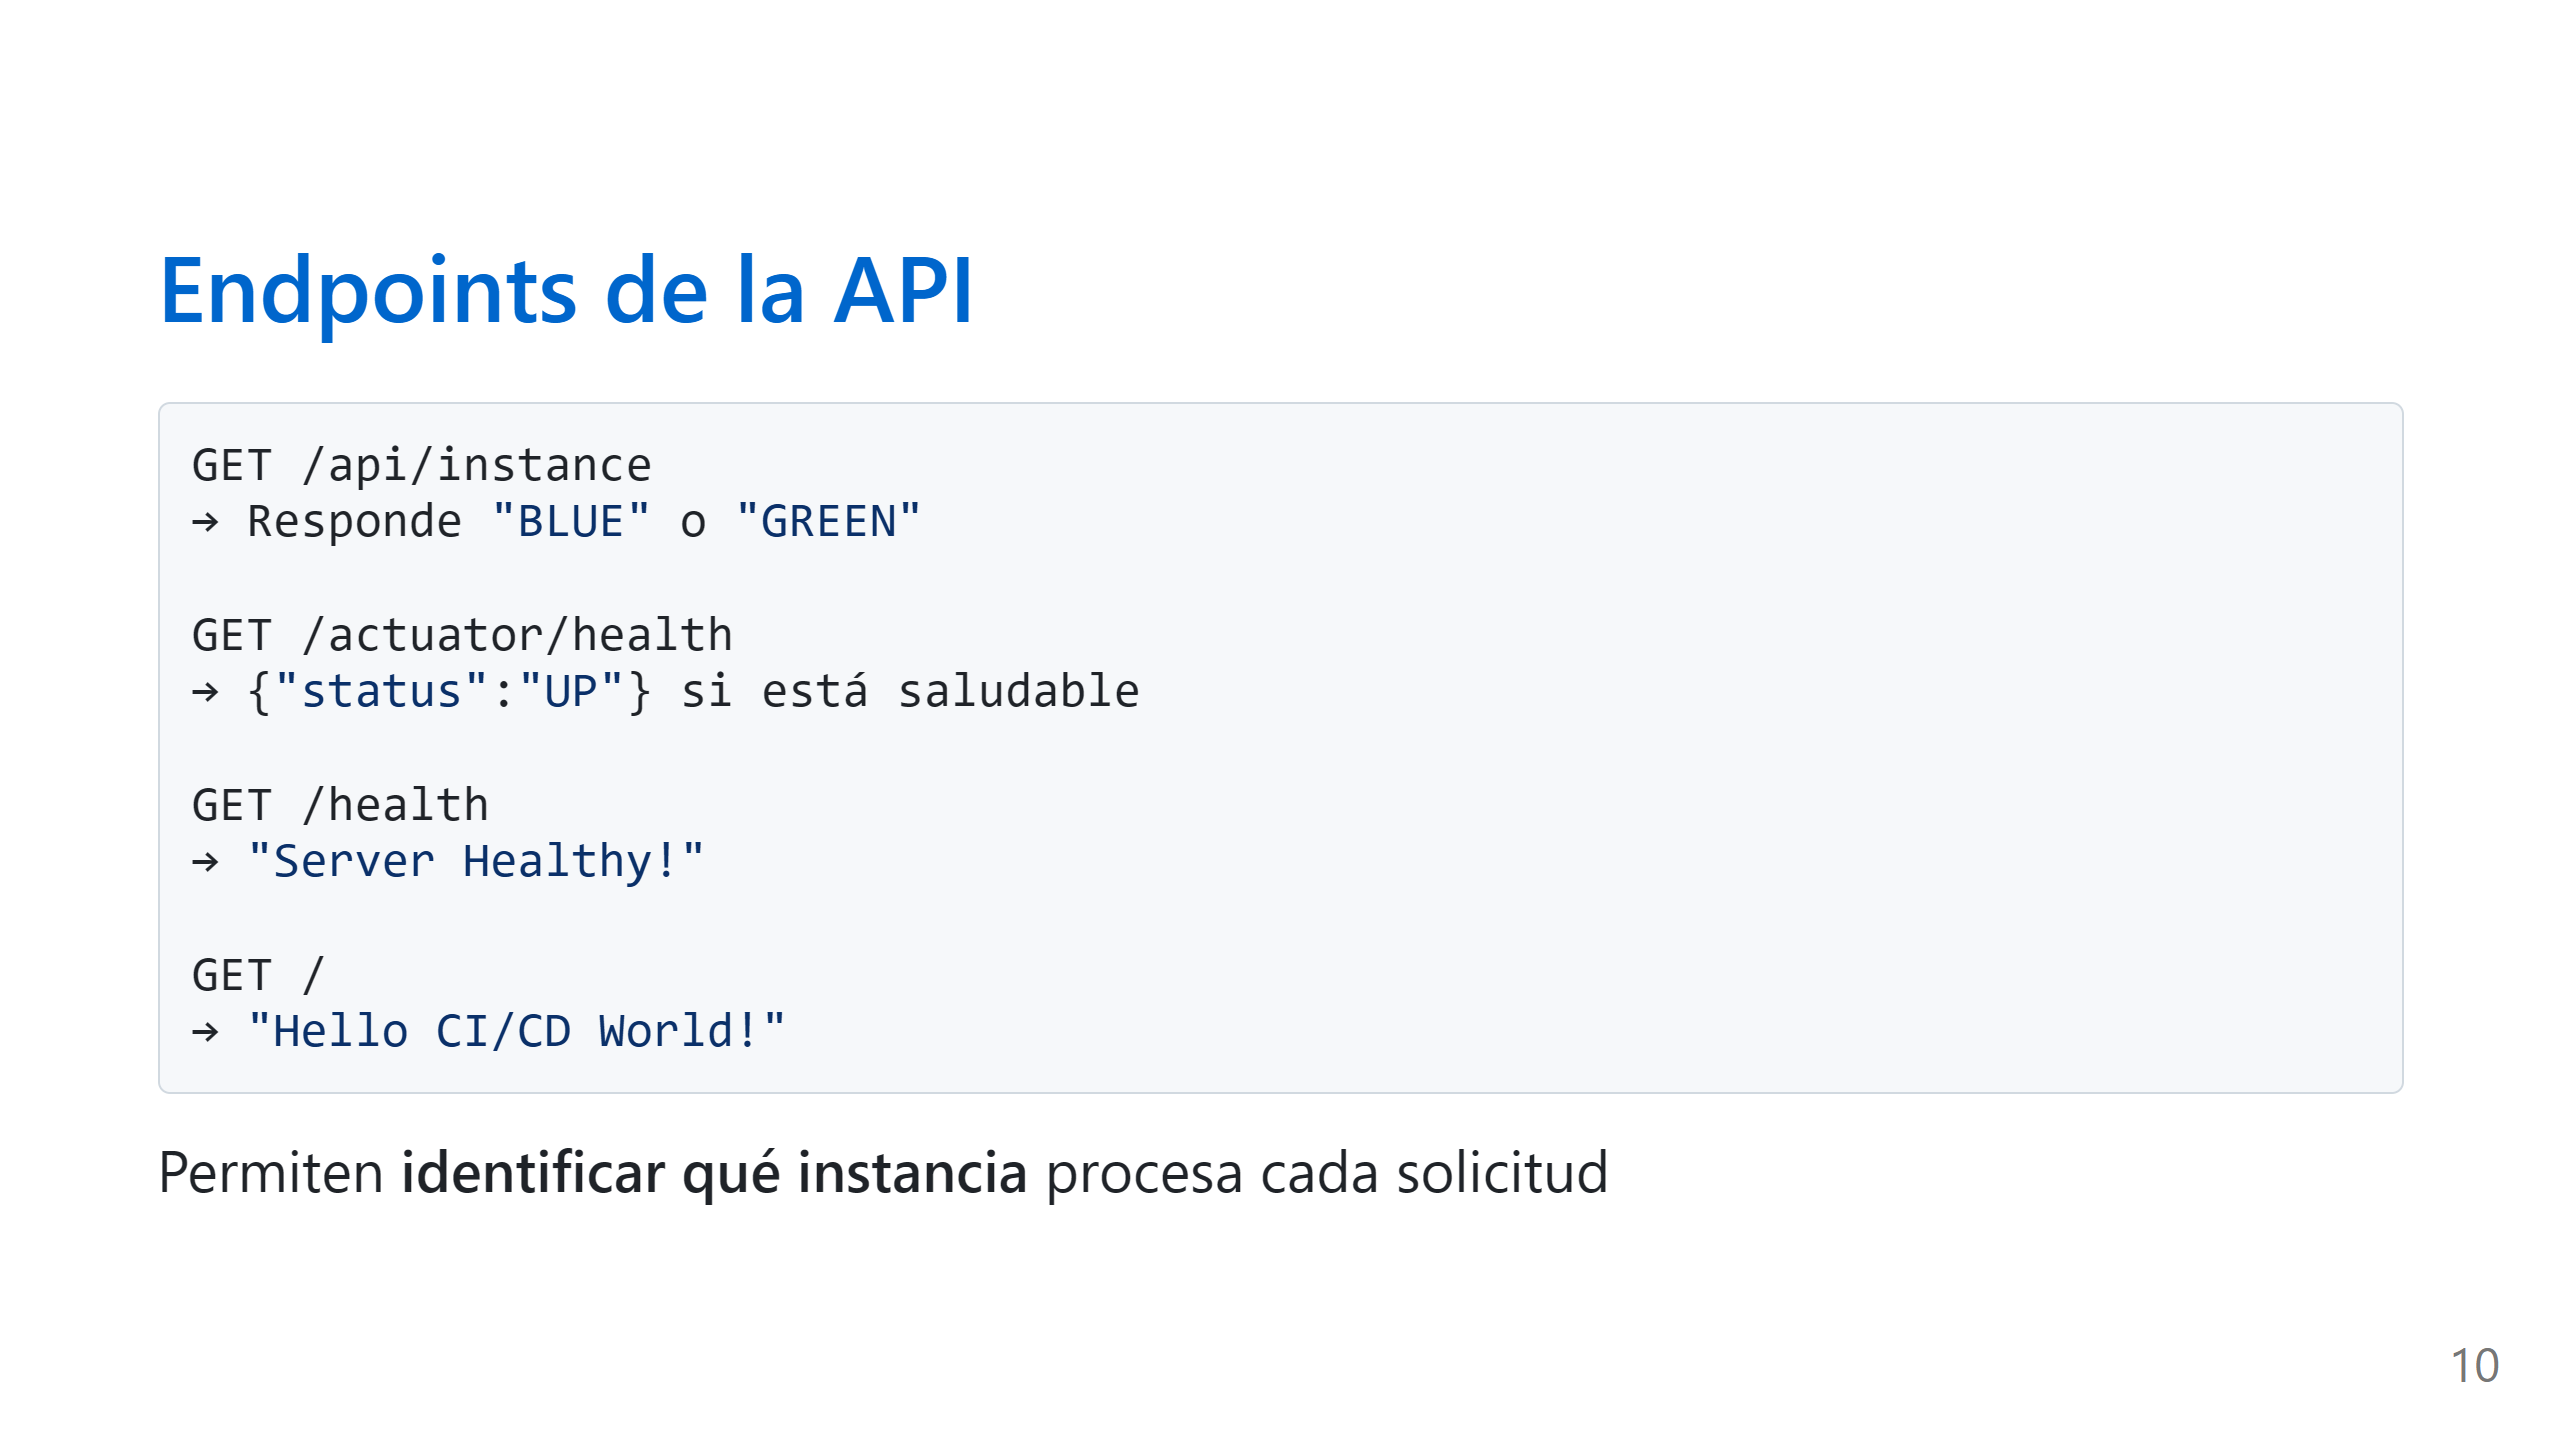 Endpoints de la API
GET /api/instance
→ Responde "BLUE" o "GREEN"
GET /actuator/health
→ {"status":"UP"} si está saludable
GET /health
→ "Server Healthy!"
GET /
→ "Hello CI/CD World!"
Permiten identificar qué instancia procesa cada solicitud
10